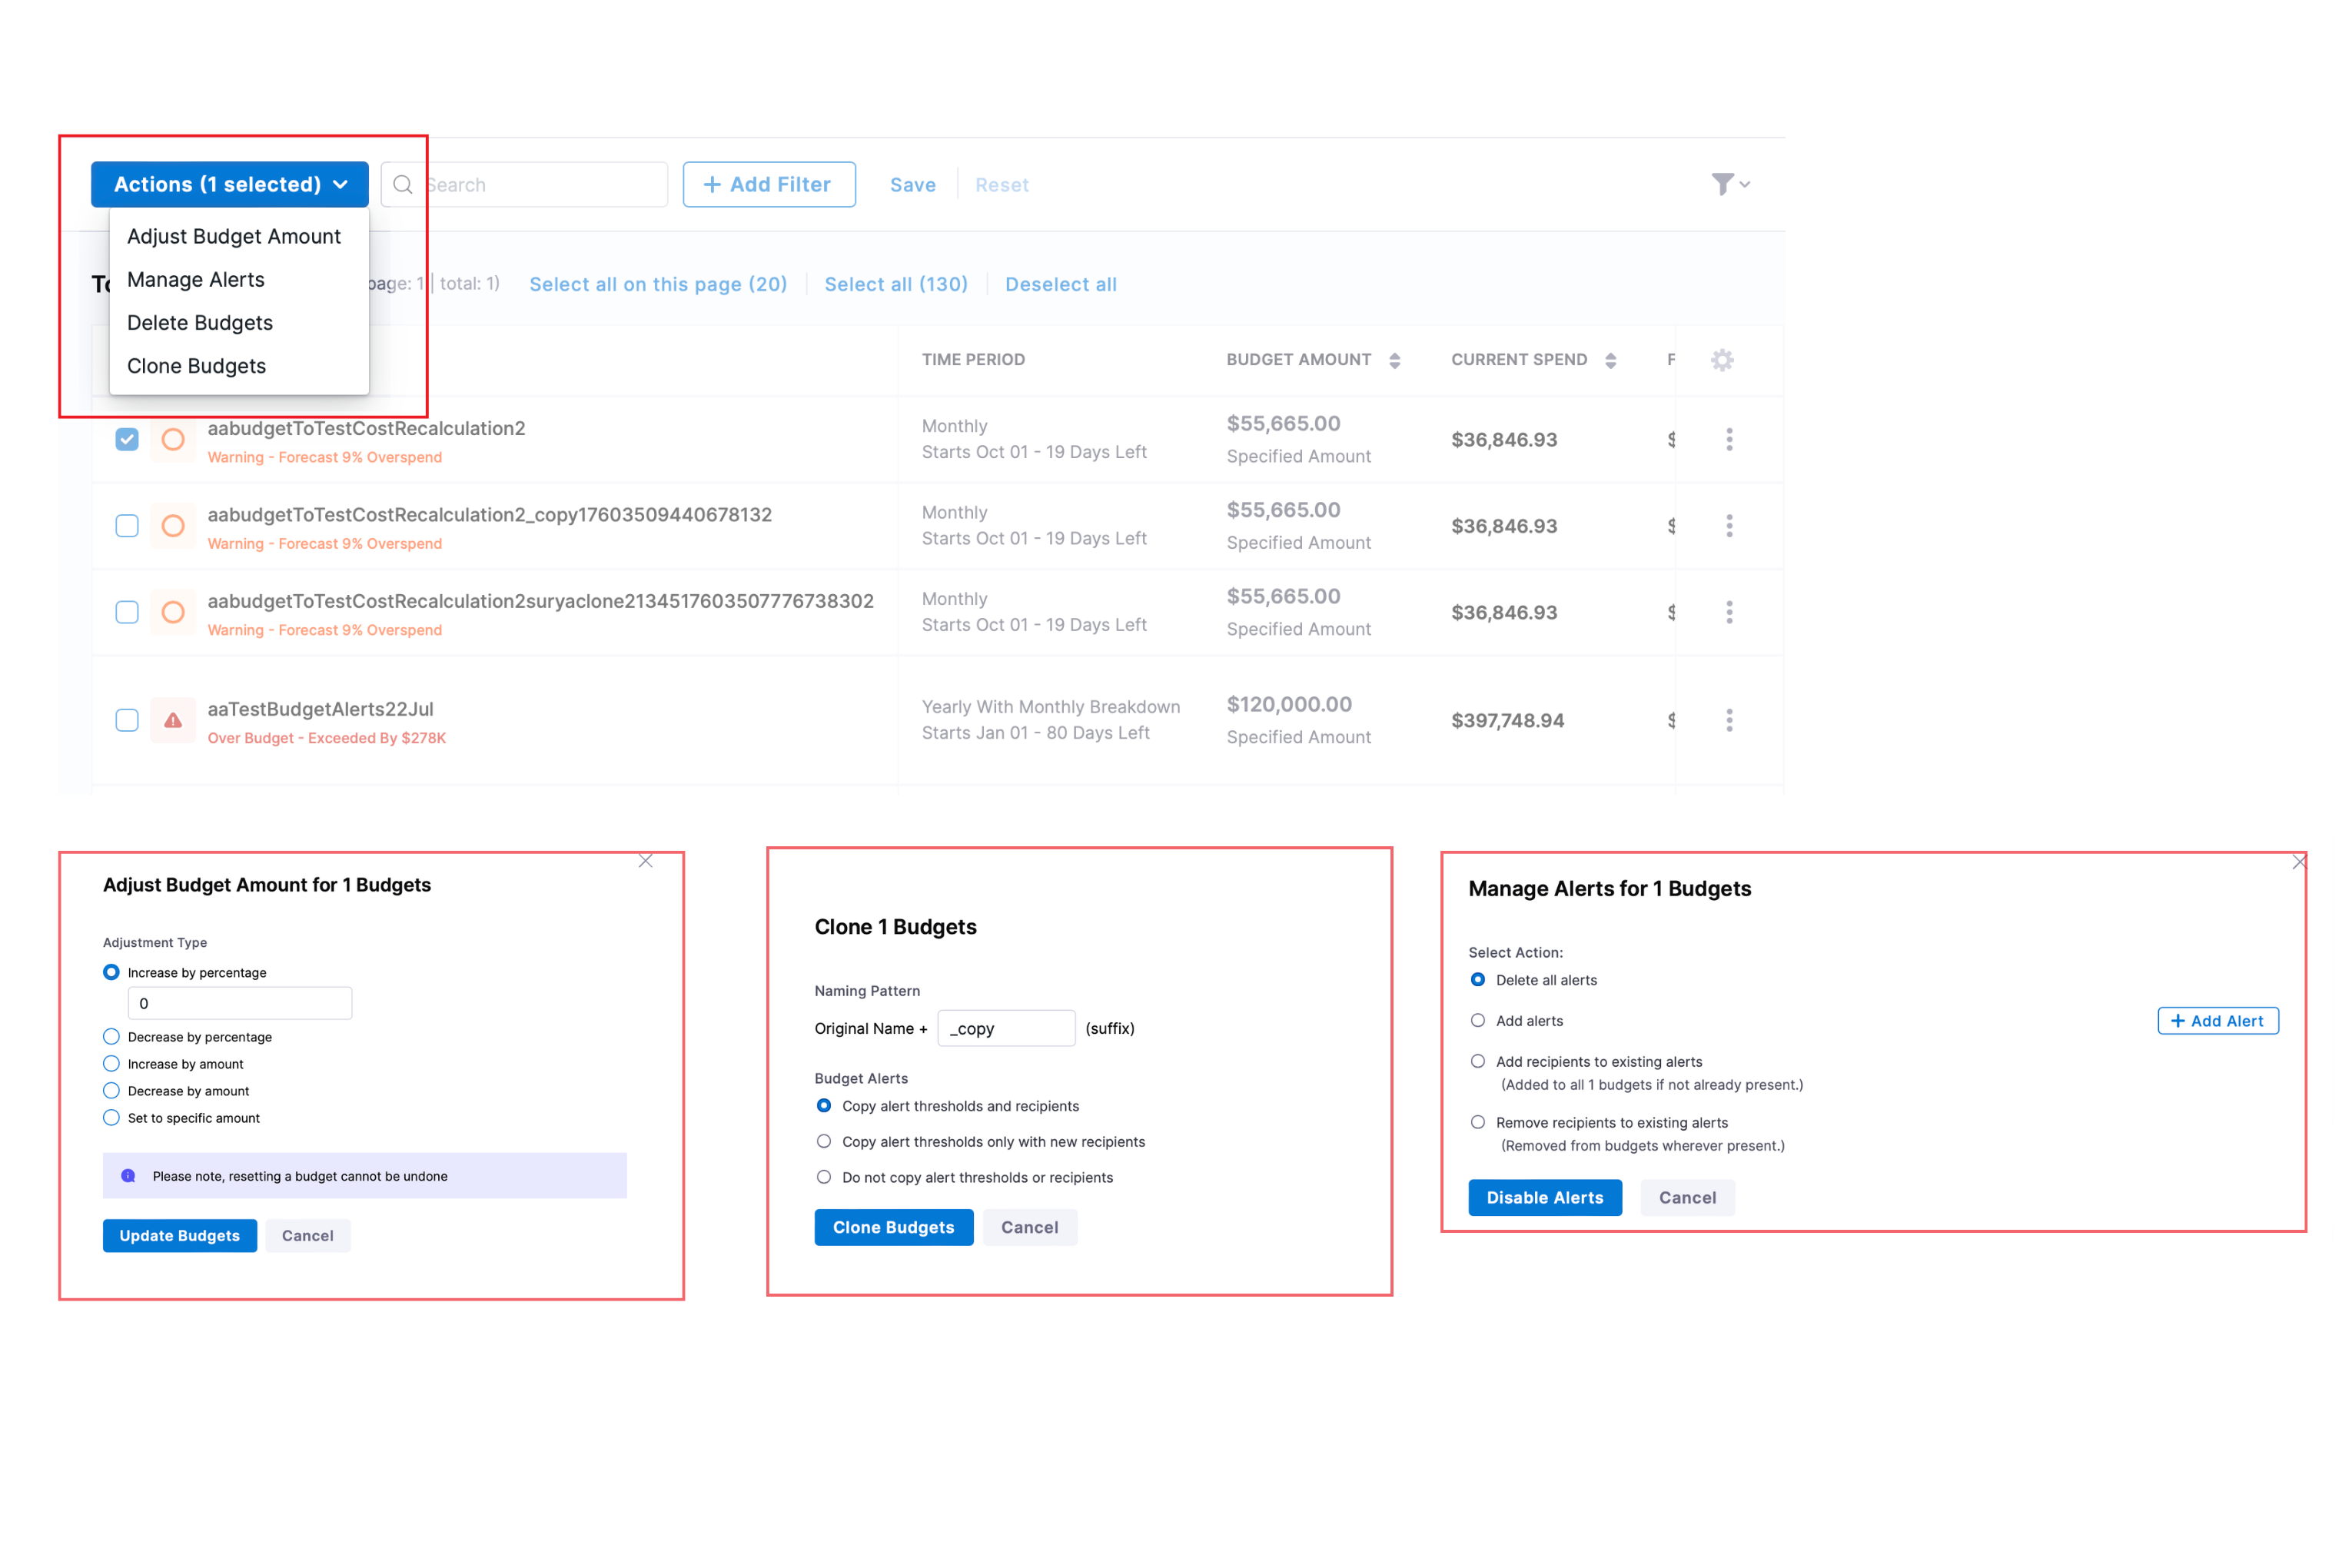 Actions (1 selected)
Search
+ Add Filter
Save
Reset
Adjust Budget Amount
Manage Alerts
Delete Budgets
Clone Budgets
page: 1 | total: 1)
Select all on this page (20)
Select all (130)
Deselect all
TIME PERIOD
BUDGET AMOUNT
CURRENT SPEND
F
aabudgetToTestCostRecalculation2
Warning - Forecast 9% Overspend
Monthly
Starts Oct 01 - 19 Days Left
$55,665.00
Specified Amount
$36,846.93
$
aabudgetToTestCostRecalculation2_copy17603509440678132
Warning - Forecast 9% Overspend
Monthly
Starts Oct 01 - 19 Days Left
$55,665.00
Specified Amount
$36,846.93
$
aabudgetToTestCostRecalculation2suryaclone2134517603507776738302
Warning - Forecast 9% Overspend
Monthly
Starts Oct 01 - 19 Days Left
$55,665.00
Specified Amount
$36,846.93
$
aaTestBudgetAlerts22Jul
Over Budget - Exceeded By $278K
Yearly With Monthly Breakdown
Starts Jan 01 - 80 Days Left
$120,000.00
Specified Amount
$397,748.94
$
Adjust Budget Amount for 1 Budgets
Adjustment Type
Increase by percentage
0
Decrease by percentage
Increase by amount
Decrease by amount
Set to specific amount
Please note, resetting a budget cannot be undone
Update Budgets
Cancel
Clone 1 Budgets
Naming Pattern
Original Name + _copy (suffix)
Budget Alerts
Copy alert thresholds and recipients
Copy alert thresholds only with new recipients
Do not copy alert thresholds or recipients
Clone Budgets
Cancel
Manage Alerts for 1 Budgets
Select Action:
Delete all alerts
Add alerts
+ Add Alert
Add recipients to existing alerts
(Added to all 1 budgets if not already present.)
Remove recipients to existing alerts
(Removed from budgets wherever present.)
Disable Alerts
Cancel